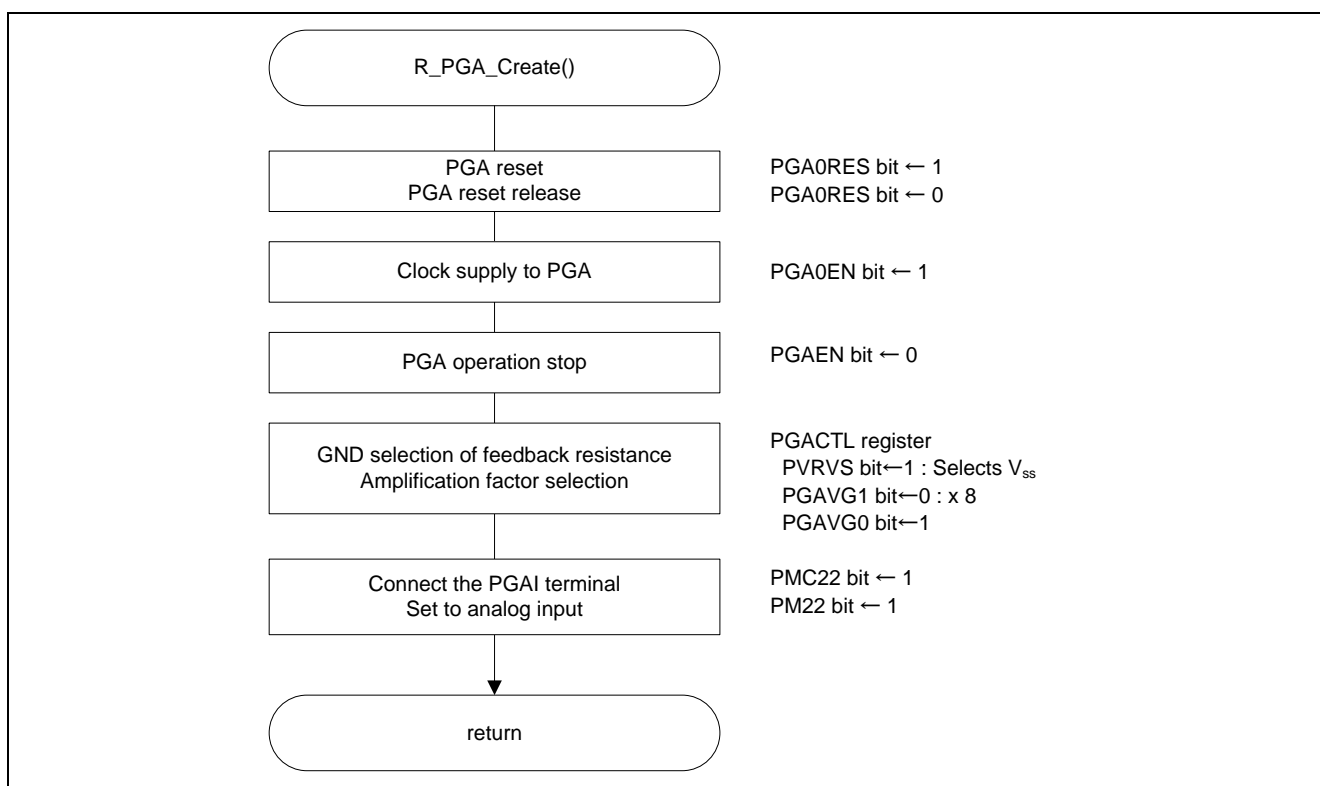 R_PGA_Create()
PGA reset
PGA reset release
PGA0RES bit ← 1
PGA0RES bit ← 0
Clock supply to PGA
PGA0EN bit ← 1
PGA operation stop
PGAEN bit ← 0
GND selection of feedback resistance
Amplification factor selection
PGACTL register
PVRVS bit←1 : Selects Vss
PGAVG1 bit←0 : x 8
PGAVG0 bit←1
Connect the PGAI terminal
Set to analog input
PMC22 bit ← 1
PM22 bit ← 1
return